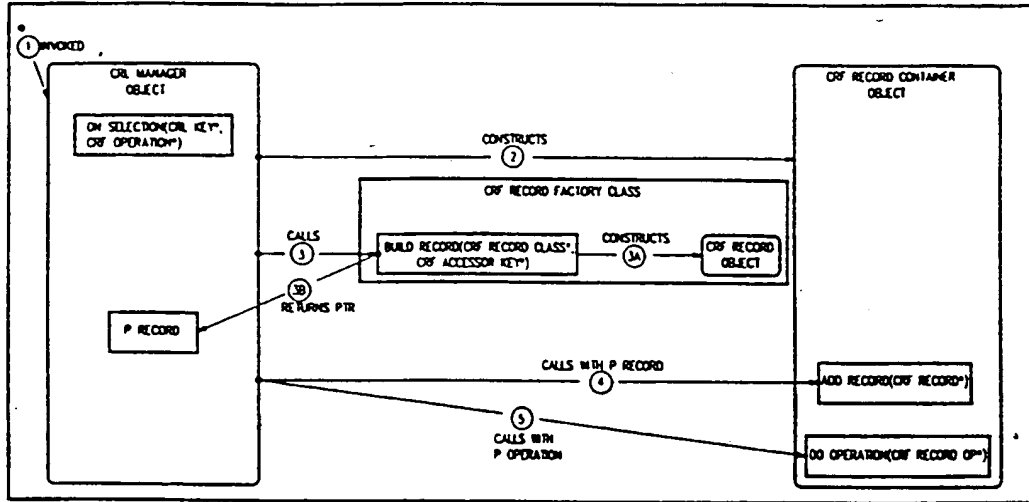 1 INVOKED
CRL MANAGER
OBJECT
ON SELECTION(CRL KEY*,
CRF OPERATION*)
CRF RECORD CONTAINER
OBJECT
CONSTRUCTS
2
CRF RECORD FACTORY CLASS
CALLS
3
BUILD RECORD(CRF RECORD CLASS*,
CRF ACCESSOR KEY*)
CONSTRUCTS
3A
CRF RECORD
OBJECT
3B
RETURNS PTR
P RECORD
CALLS WITH P RECORD
4
ADD RECORD(CRF RECORD*)
5
CALLS WITH
P OPERATION
DO OPERATION(CRF RECORD OP*)